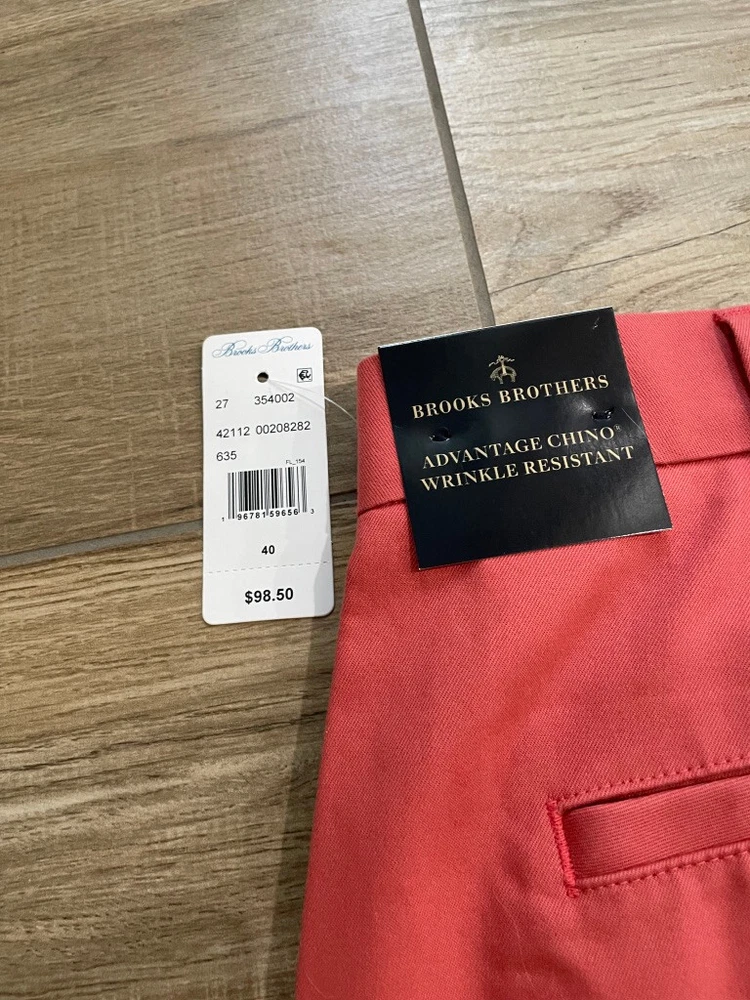 Brooks Brothers
27 354002
42112 00208282
635
FL_154
1 96781 59656 3
40
$98.50
BROOKS BROTHERS
ADVANTAGE CHINO®
WRINKLE RESISTANT